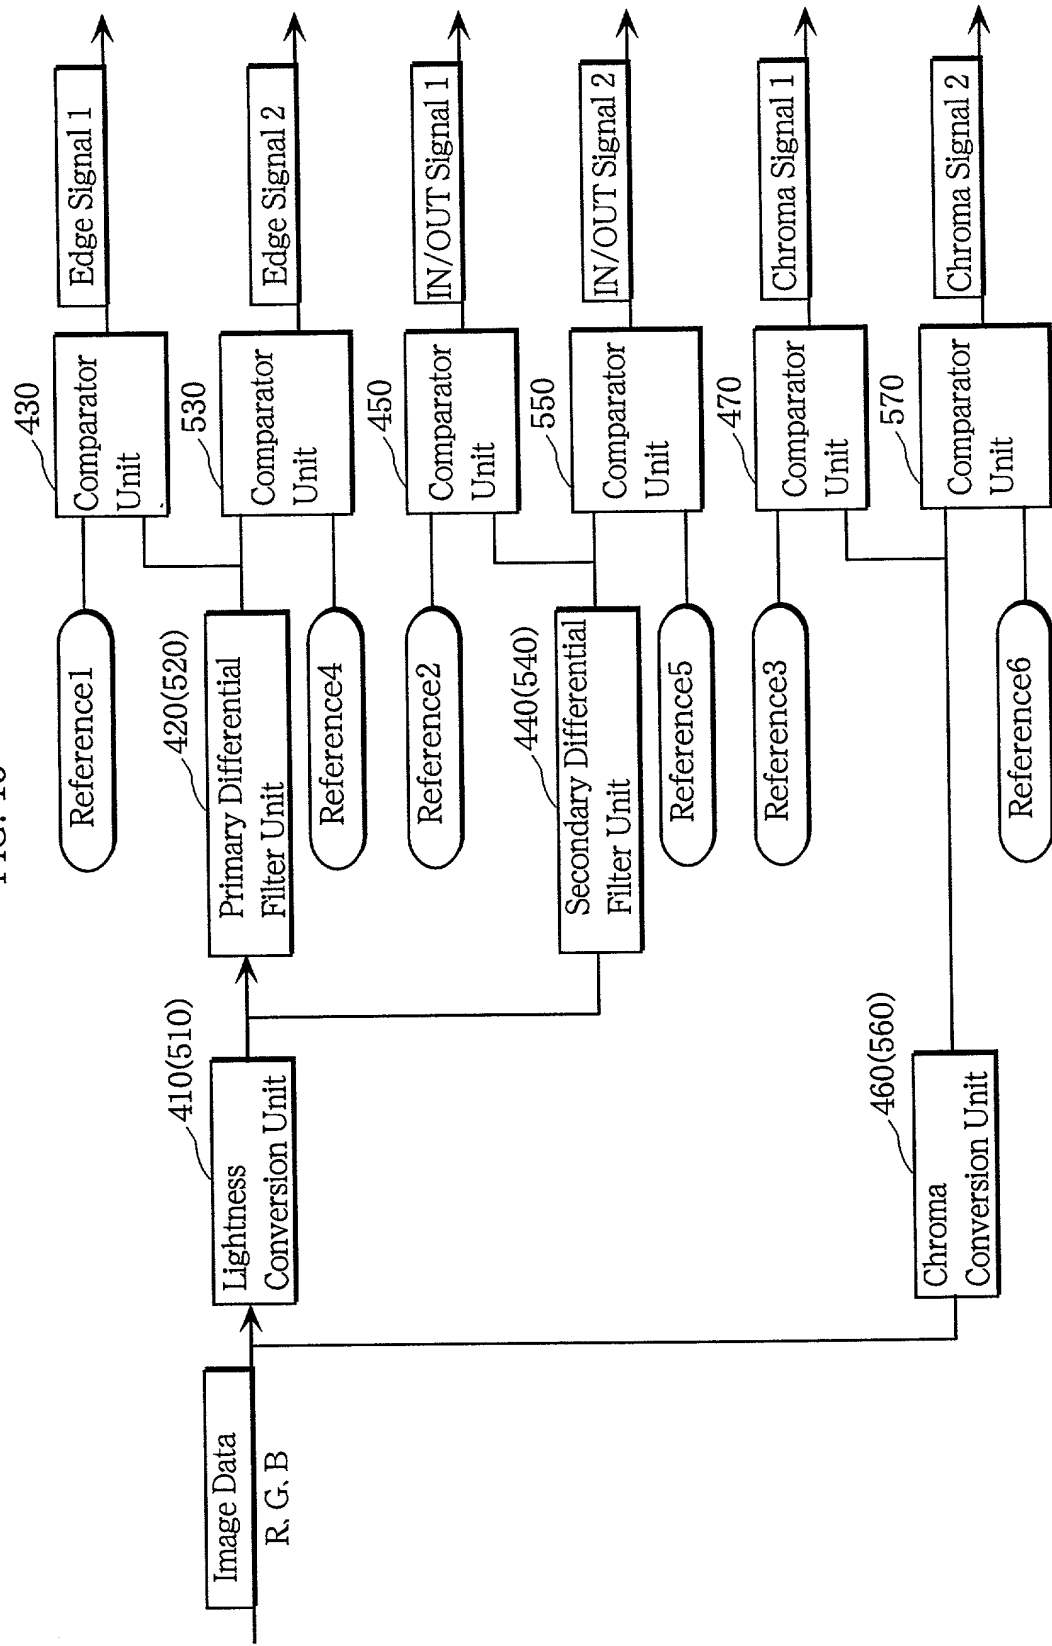 Image Data
R. G. B
410(510)
Lightness
Conversion Unit
460(560)
Chroma
Conversion Unit
420(520)
Primary Differential
Filter Unit
440(540)
Secondary Differential
Filter Unit
Reference1
Reference4
Reference2
Reference5
Reference3
Reference6
430
Comparator
Unit
530
Comparator
Unit
450
Comparator
Unit
550
Comparator
Unit
470
Comparator
Unit
570
Comparator
Unit
Edge Signal 1
Edge Signal 2
IN/OUT Signal 1
IN/OUT Signal 2
Chroma Signal 1
Chroma Signal 2